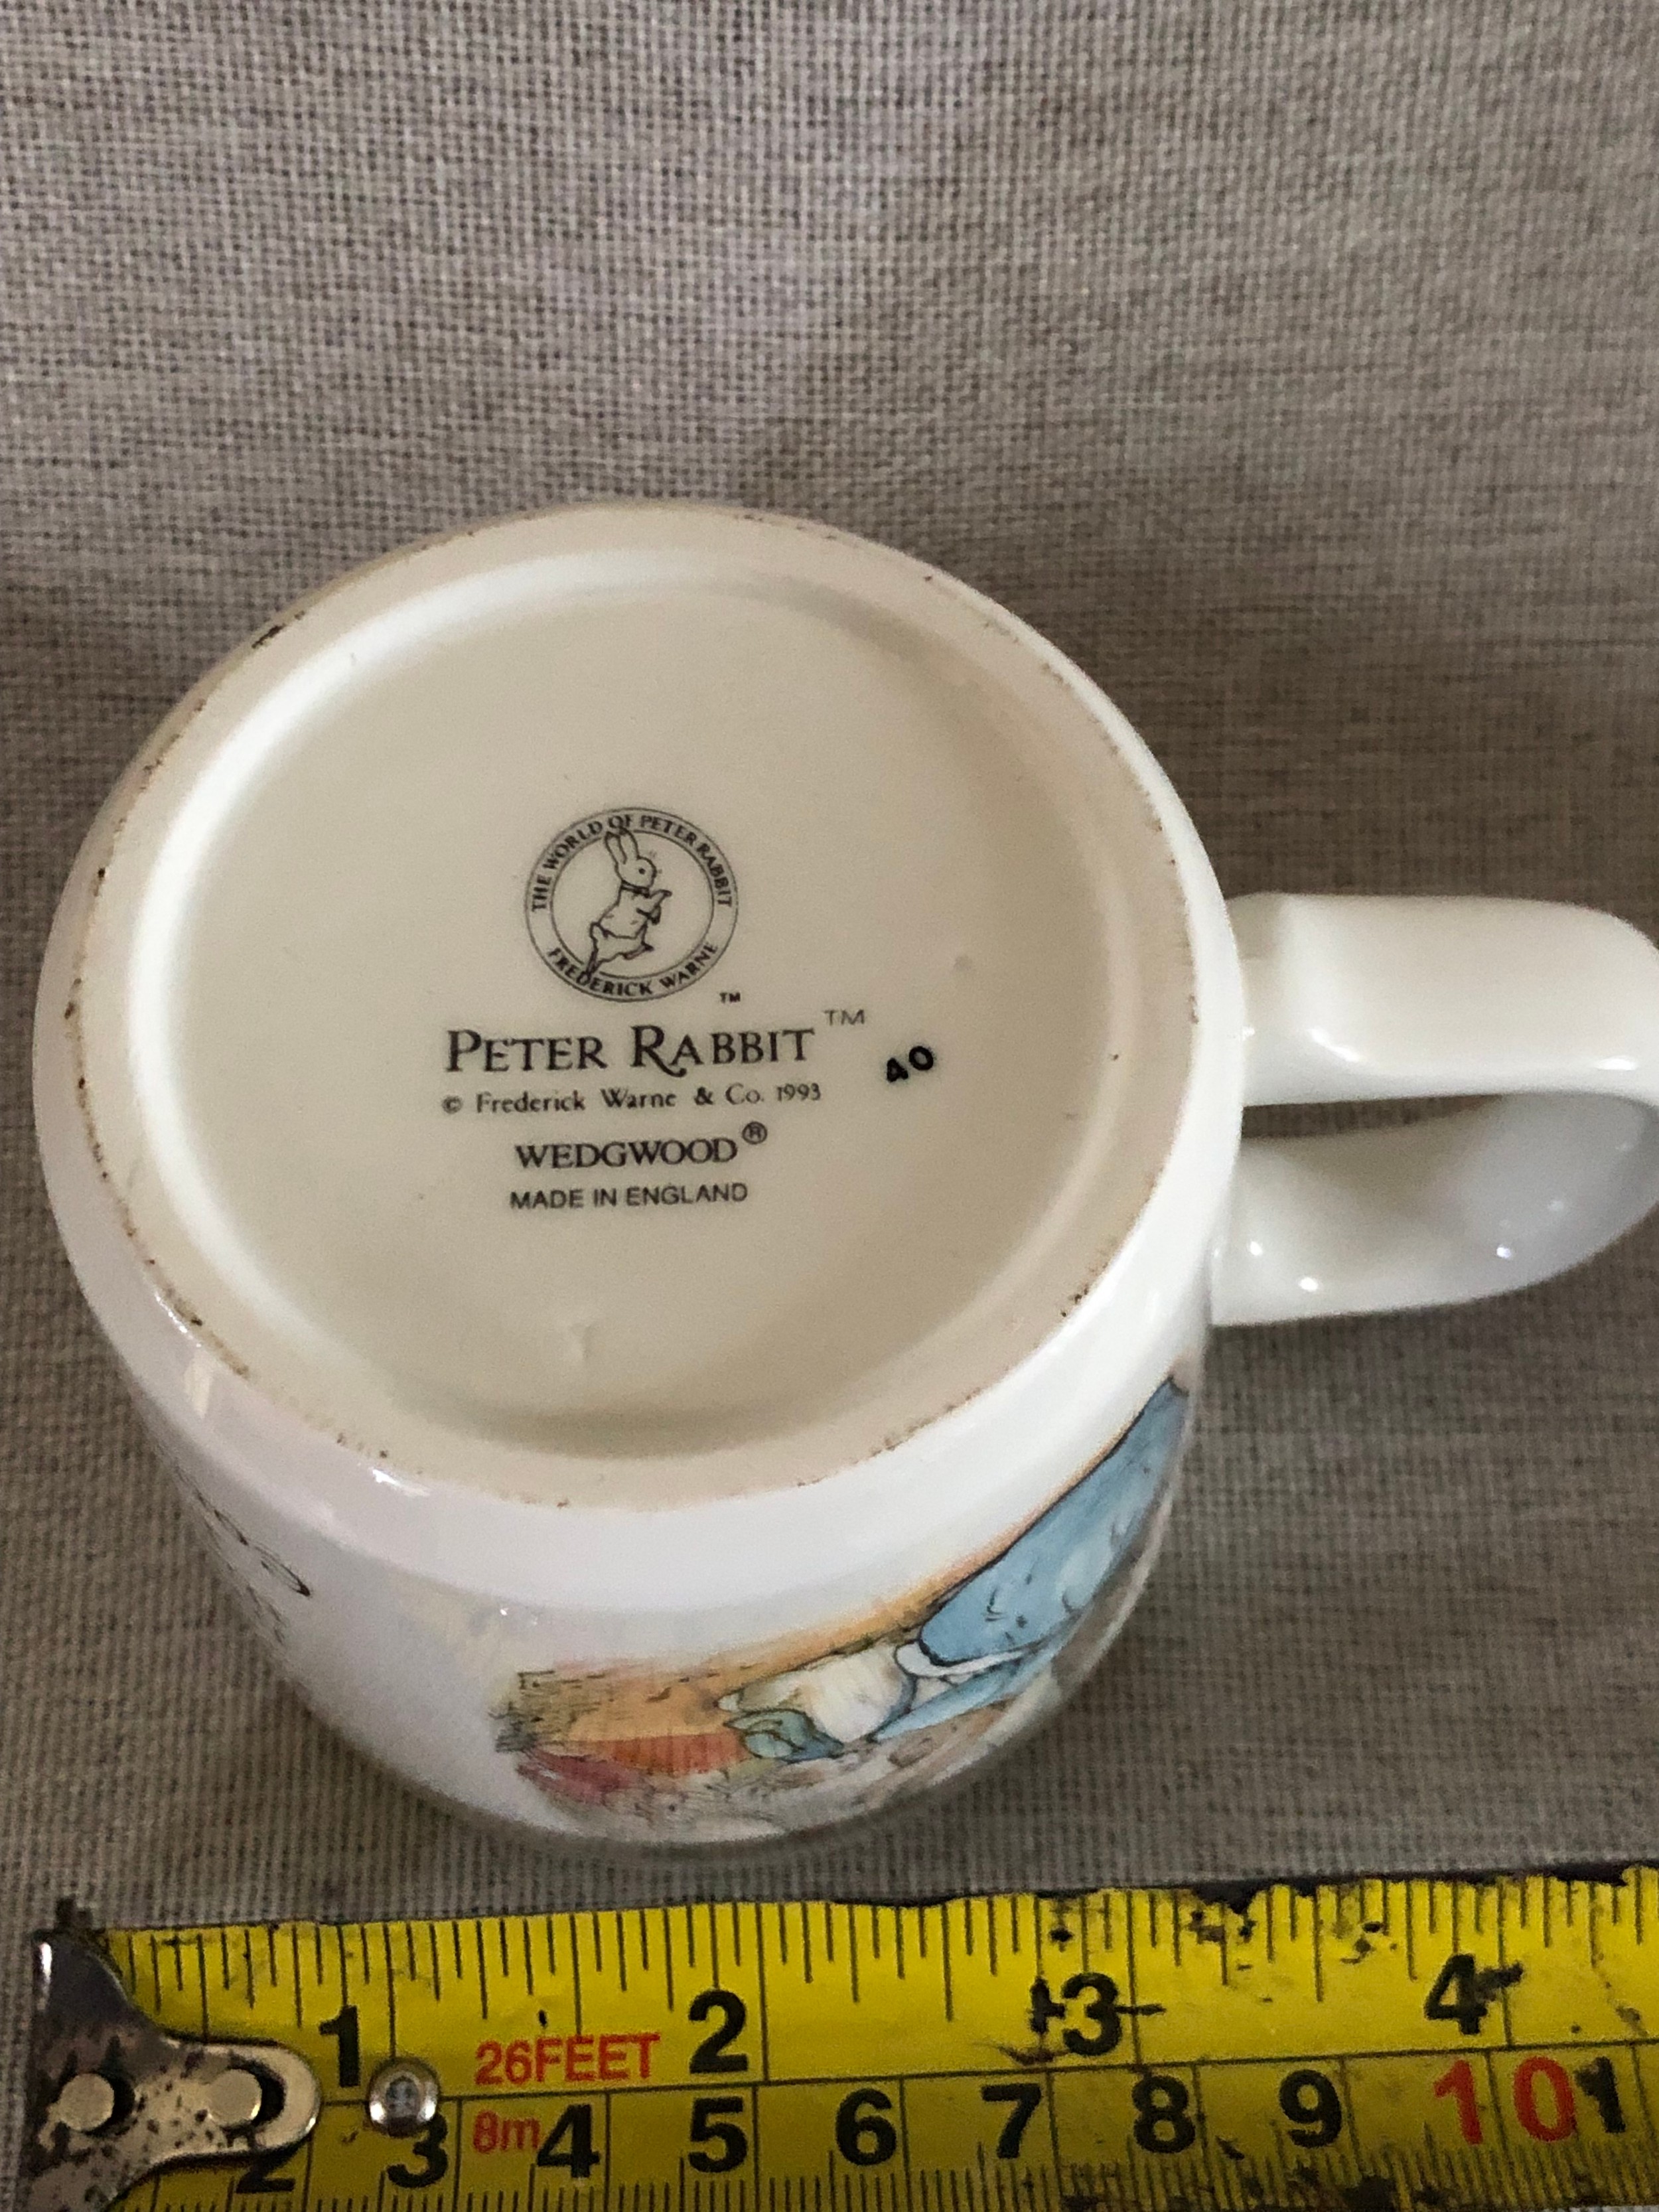 THE WORLD OF PETER RABBIT
FREDERICK WARNE
TM
PETER RABBIT TM
40
© Frederick Warne & Co. 1993
WEDGWOOD®
MADE IN ENGLAND
1 26FEET 2 3 4
2 3 8m 4 5 6 7 8 9 10 1